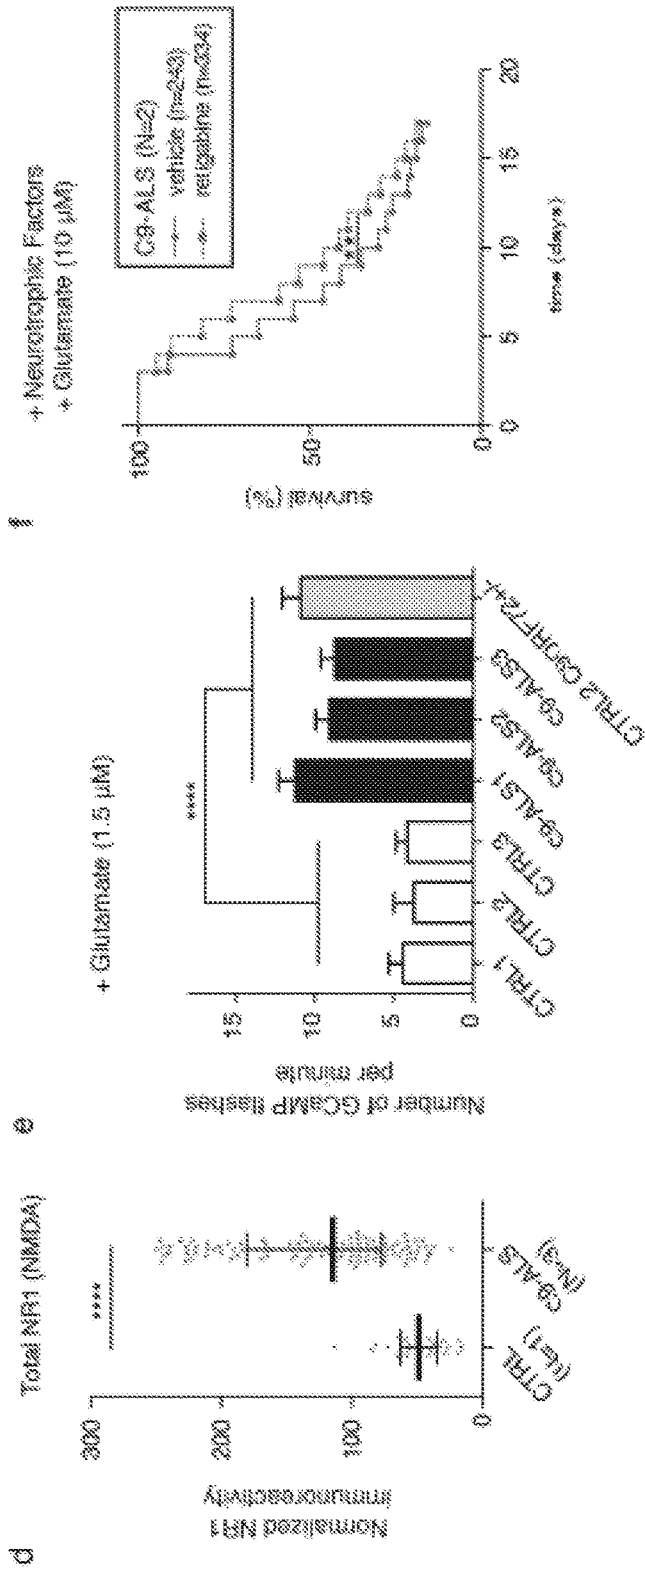 d
Total NR1 (NMDA)
****
Normalized NR1
immunoreactivity
300
200
100
0
CTRL
(N=1)
C9-ALS
(N=3)
e
+ Glutamate (1.5 µM)
****
Number of GCaMP flashes
per minute
15
10
5
0
CTRL1
CTRL2
CTRL3
C9-ALS1
C9-ALS2
C9-ALS3
CTRL2 C9ORF72+/-
f
+ Neurotrophic Factors
+ Glutamate (10 µM)
C9-ALS (N=2)
vehicle (n=243)
retigabine (n=334)
survival (%)
100
50
0
0
5
10
15
20
time (days)